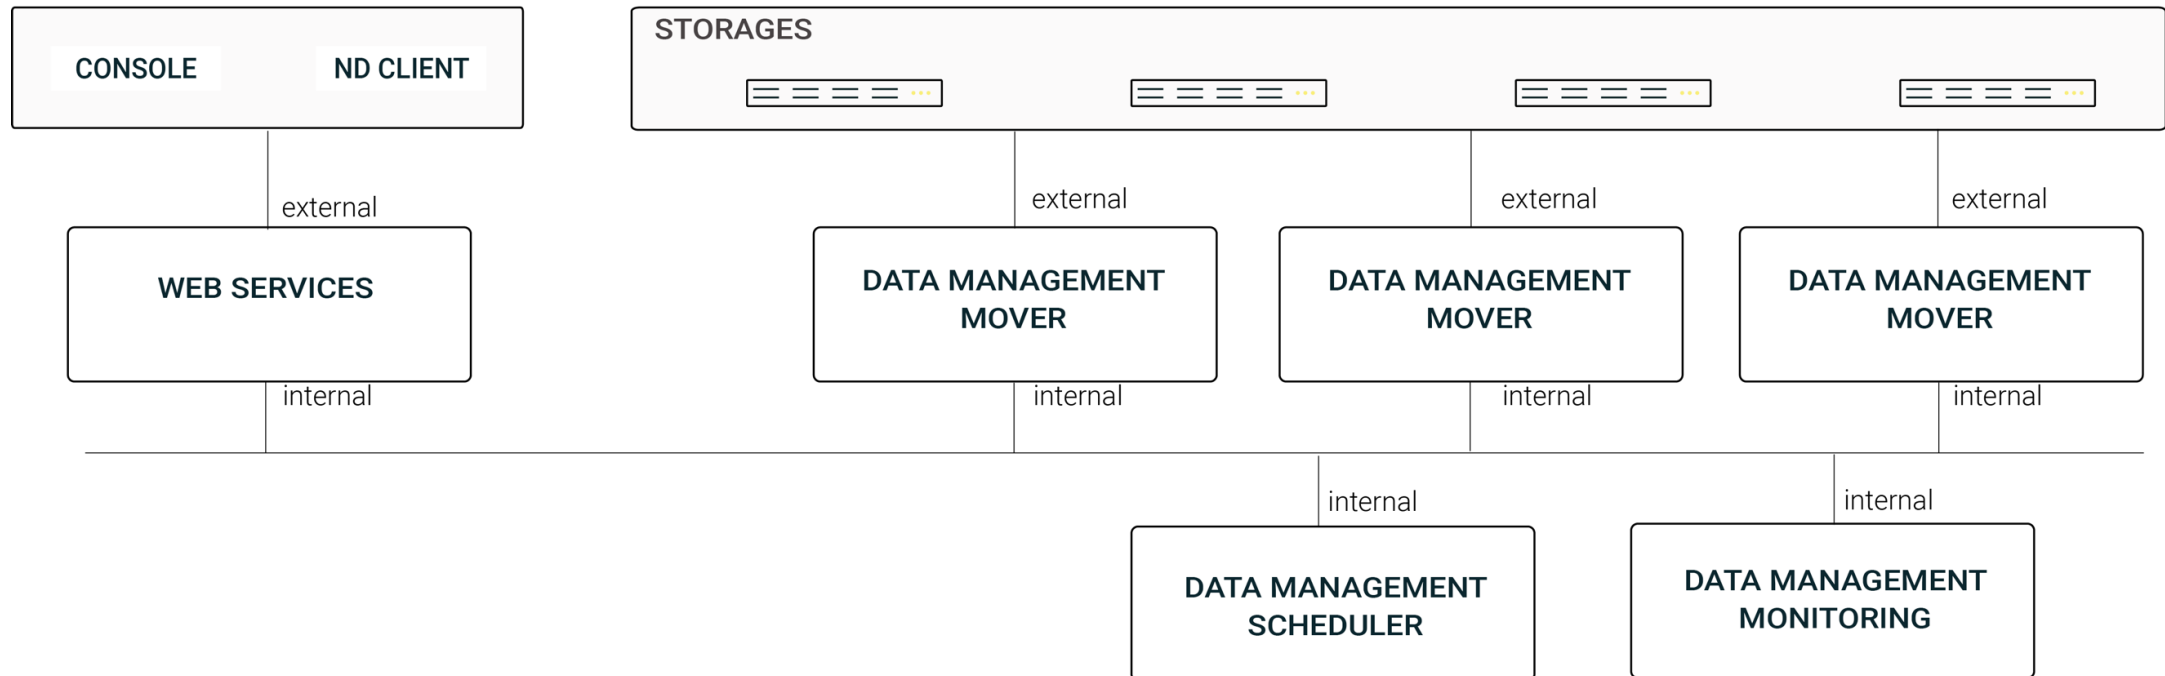 CONSOLE
ND CLIENT
STORAGES
external
external
external
external
WEB SERVICES
DATA MANAGEMENT
MOVER
DATA MANAGEMENT
MOVER
DATA MANAGEMENT
MOVER
internal
internal
internal
internal
internal
internal
DATA MANAGEMENT
SCHEDULER
DATA MANAGEMENT
MONITORING